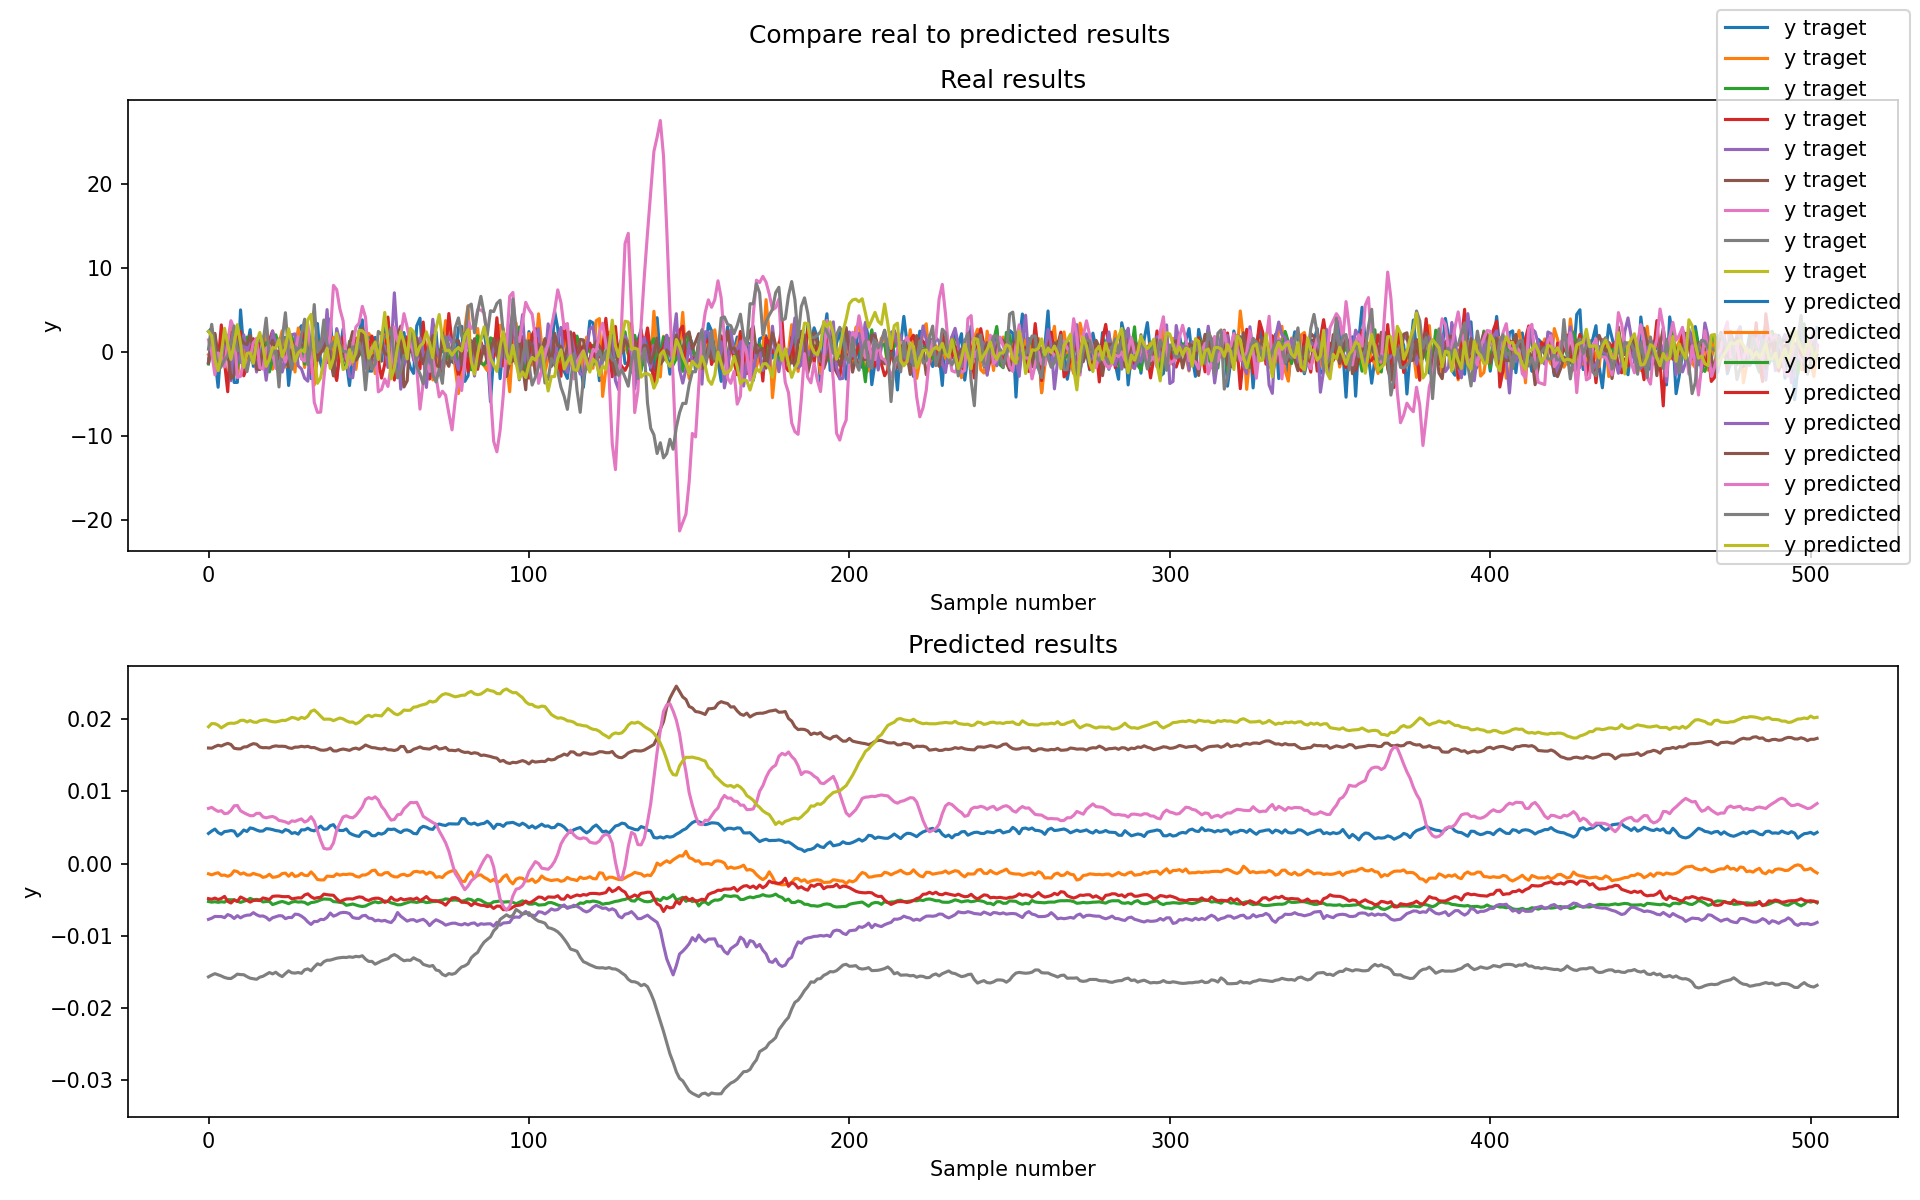 Compare real to predicted results
Real results
y traget
y traget
y traget
y traget
y traget
y traget
y traget
y traget
y traget
y predicted
y predicted
y predicted
y predicted
y predicted
y predicted
y predicted
y predicted
y predicted
y
20
10
0
−10
−20
0
100
200
300
400
500
Sample number
Predicted results
y
0.02
0.01
0.00
−0.01
−0.02
−0.03
0
100
200
300
400
500
Sample number